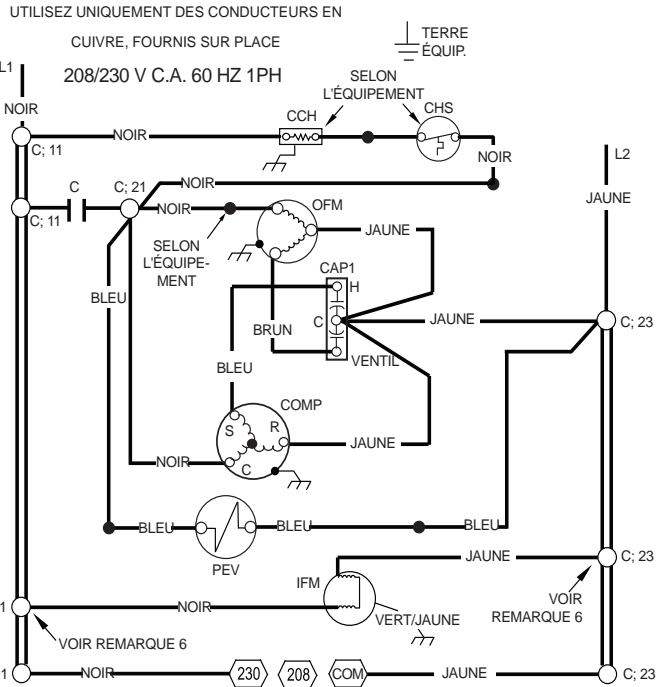 UTILISEZ UNIQUEMENT DES CONDUCTEURS EN
CUIVRE, FOURNIS SUR PLACE
208/230 V C.A. 60 HZ 1PH
TERRE
ÉQUIP.
L1
NOIR
SELON
L'ÉQUIPEMENT
CCH
CHS
C; 11
NOIR
NOIR
L2
JAUNE
C
C; 21
NOIR
C; 11
NOIR
OFM
JAUNE
SELON
L'ÉQUIPE-
MENT
CAP1
H
BLEU
BRUN
C
JAUNE
C; 23
VENTIL
BLEU
COMP
S
R
JAUNE
NOIR
C
BLEU
BLEU
BLEU
PEV
JAUNE
C; 23
IFM
VOIR
REMARQUE 6
1
NOIR
VERT/JAUNE
VOIR REMARQUE 6
1
NOIR
230
208
COM
JAUNE
C; 23